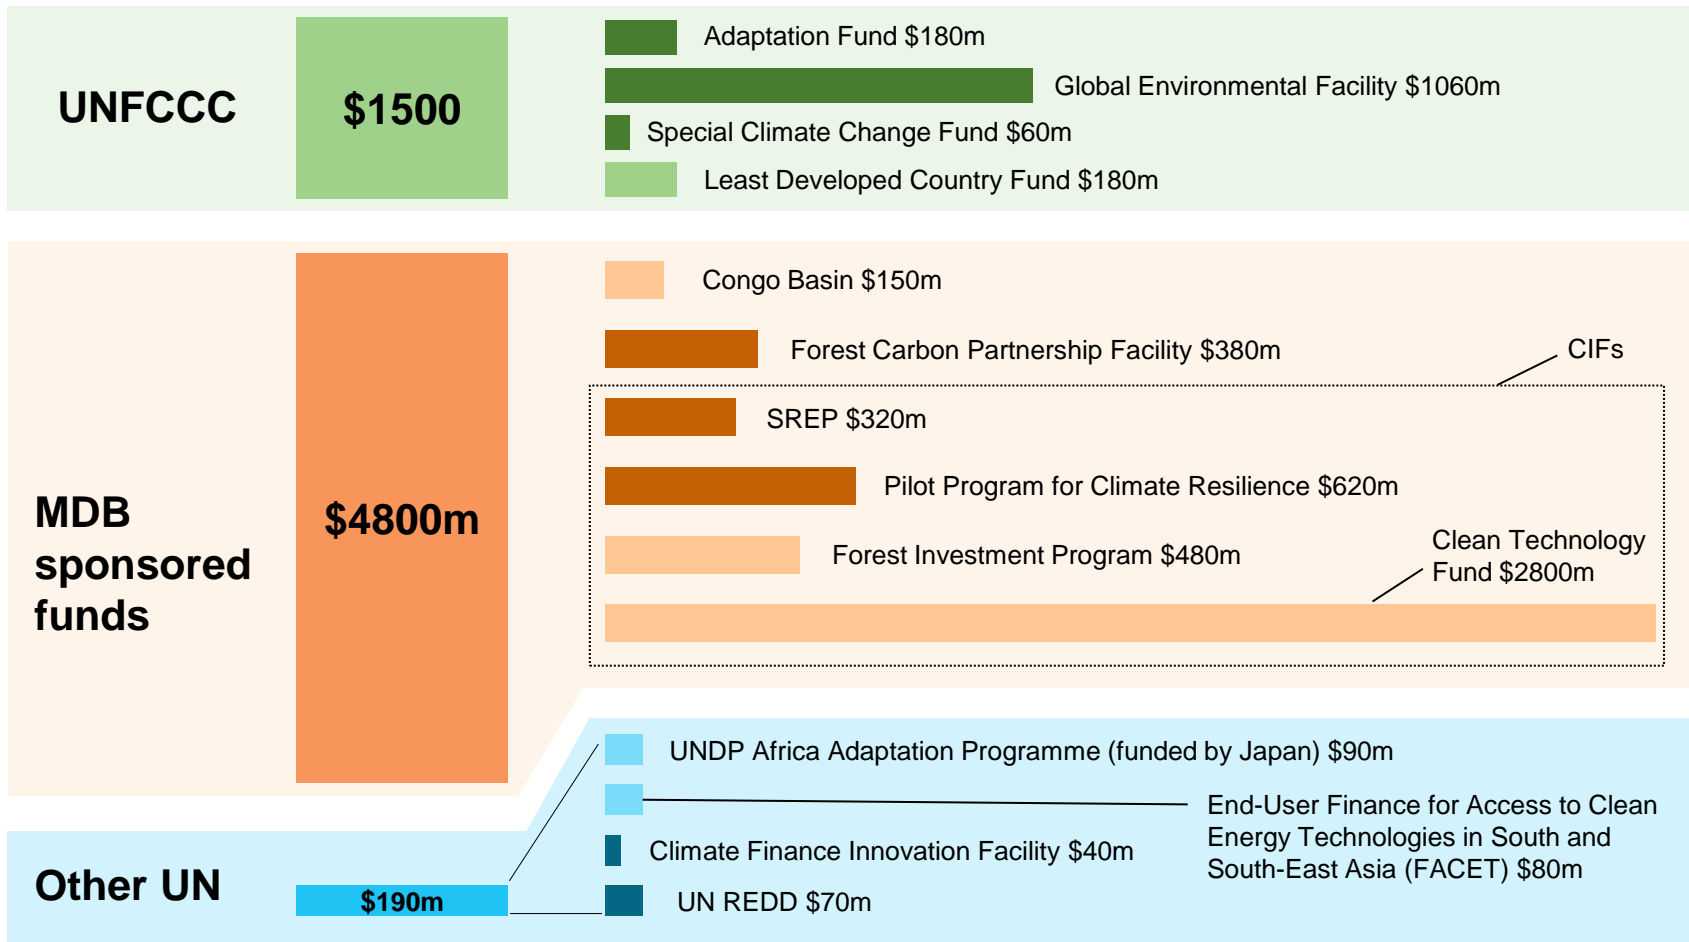 UNFCCC
$1500
Adaptation Fund $180m
Global Environmental Facility $1060m
Special Climate Change Fund $60m
Least Developed Country Fund $180m
MDB
sponsored
funds
$4800m
Congo Basin $150m
Forest Carbon Partnership Facility $380m
CIFs
SREP $320m
Pilot Program for Climate Resilience $620m
Forest Investment Program $480m
Clean Technology
Fund $2800m
Other UN
$190m
UNDP Africa Adaptation Programme (funded by Japan) $90m
End-User Finance for Access to Clean
Energy Technologies in South and
South-East Asia (FACET) $80m
Climate Finance Innovation Facility $40m
UN REDD $70m